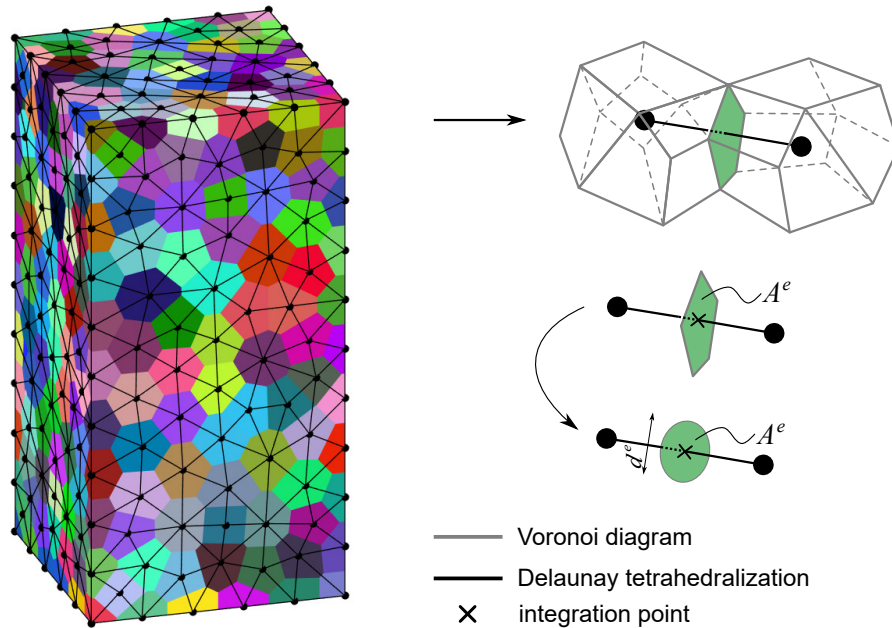 A^e
A^e
d^e
Voronoi diagram
Delaunay tetrahedralization
integration point